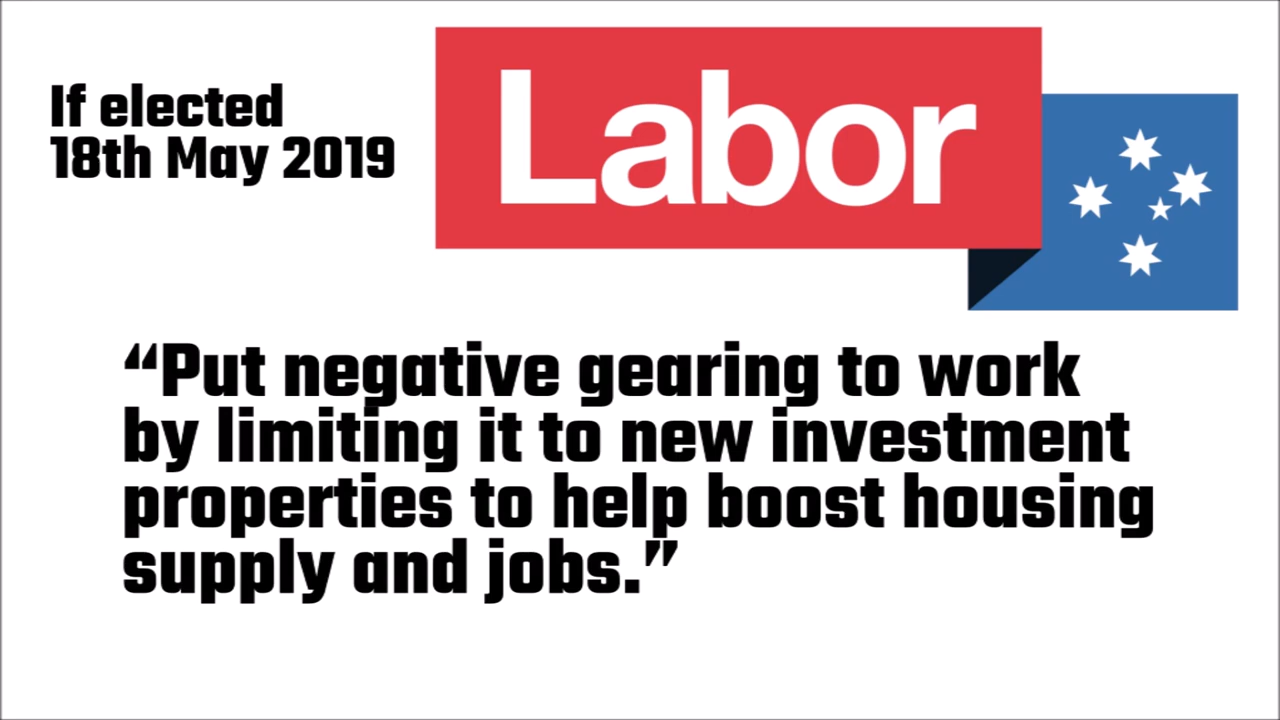 If elected
18th May 2019
Labor
“Put negative gearing to work
by limiting it to new investment
properties to help boost housing
supply and jobs.”